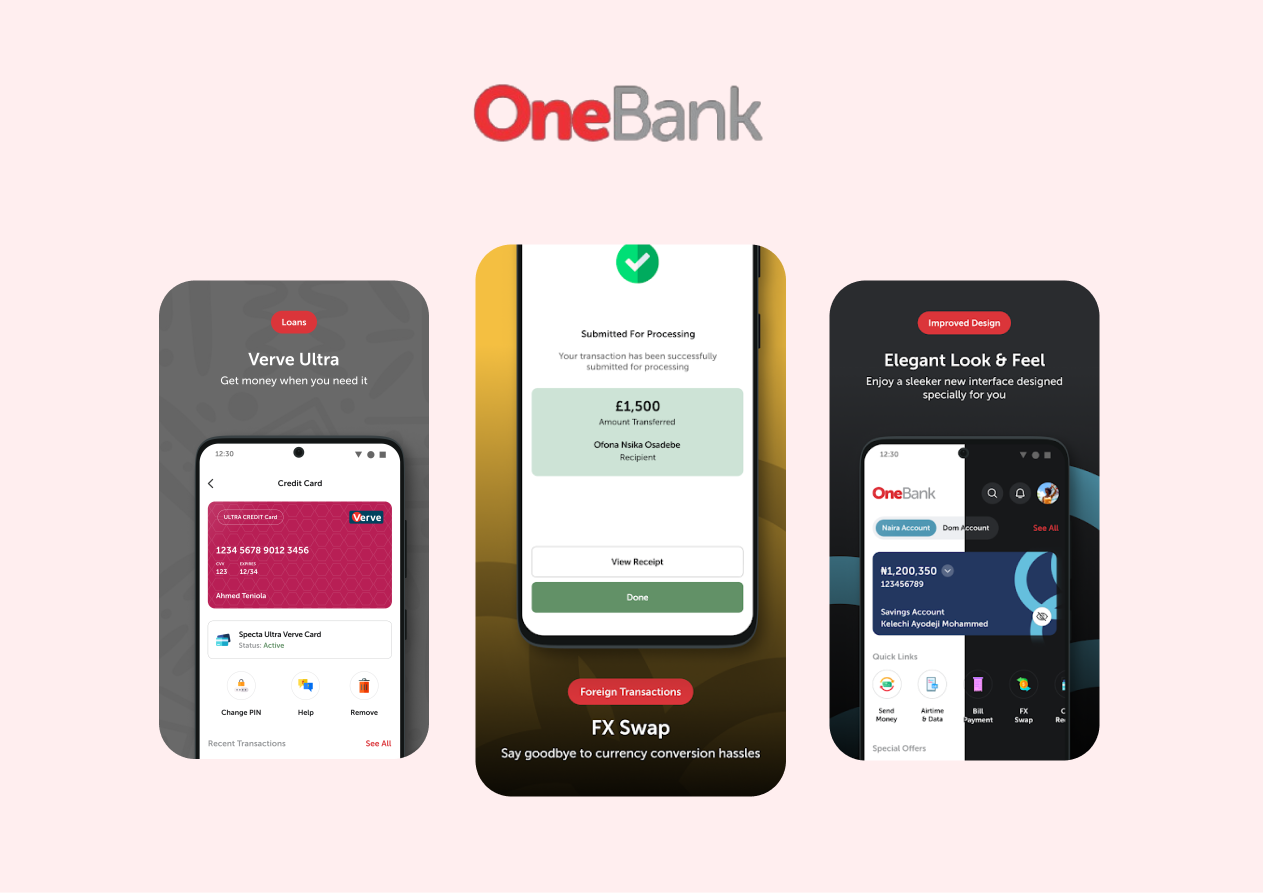 OneBank
Loans
Verve Ultra
Get money when you need it
12:30
Credit Card
ULTRA CREDIT Card
Verve
1234 5678 9012 3456
CVV EXPIRES
123 12/34
Ahmed Teniola
Specta Ultra Verve Card
Status: Active
Change PIN Help Remove
Recent Transactions See All
Submitted For Processing
Your transaction has been successfully
submitted for processing
£1,500
Amount Transferred
Ofona Nsika Osadebe
Recipient
View Receipt
Done
Foreign Transactions
FX Swap
Say goodbye to currency conversion hassles
Improved Design
Elegant Look & Feel
Enjoy a sleeker new interface designed
specially for you
12:30
OneBank
Naira Account Dom Account See All
₦1,200,350
123456789
Savings Account
Kelechi Ayodeji Mohammed
Quick Links
Send Airtime Bill FX
Money & Data Payment Swap
Special Offers